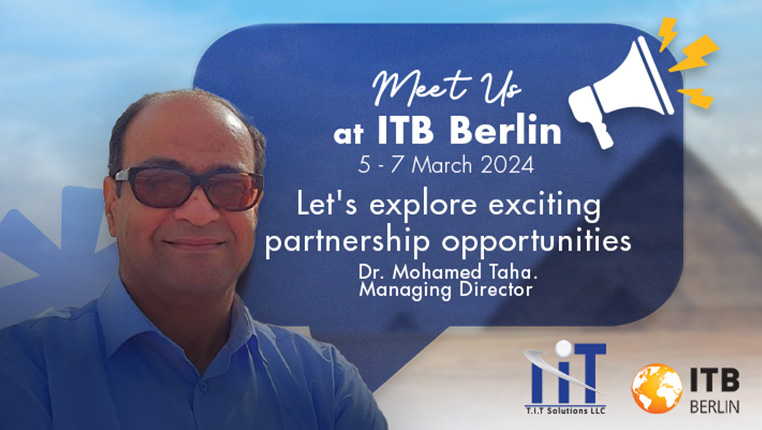 Meet Us
at ITB Berlin
5 - 7 March 2024
Let's explore exciting
partnership opportunities
Dr. Mohamed Taha.
Managing Director
TiT
T.I.T Solutions LLC
ITB
BERLIN